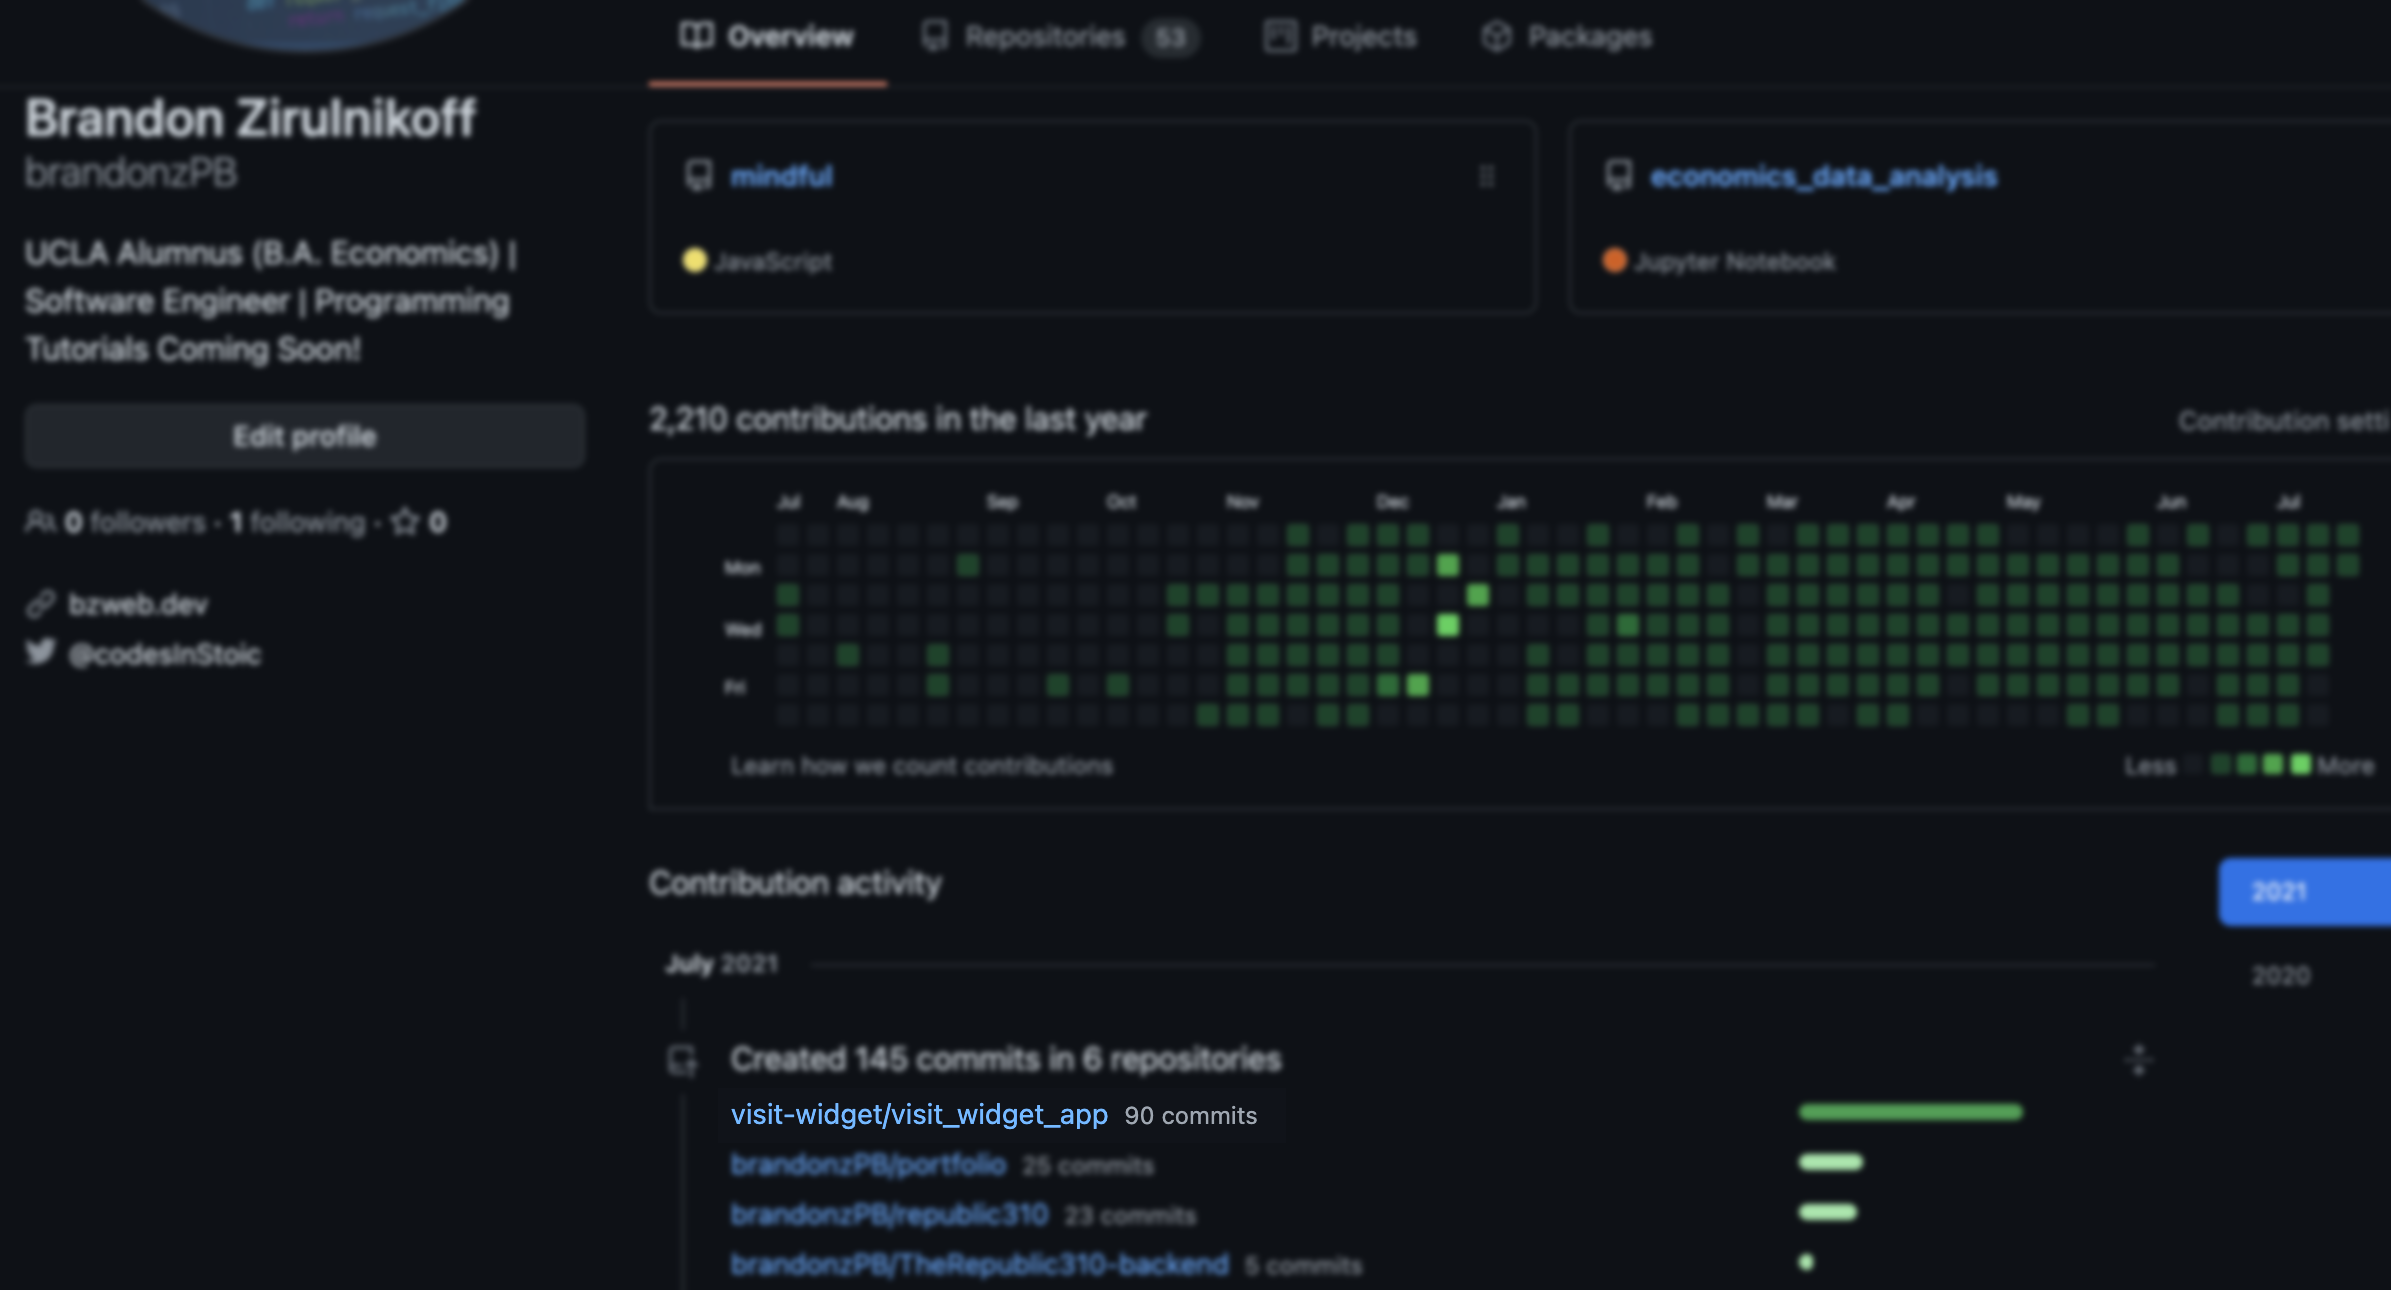 Overview
Repositories 53
Projects
Packages
Brandon Zirulnikoff
brandonzPB
UCLA Alumnus (B.A. Economics) |
Software Engineer | Programming
Tutorials Coming Soon!
Edit profile
0 followers · 1 following · 0
bzweb.dev
@codesInStoic
mindful
JavaScript
economics_data_analysis
Jupyter Notebook
2,210 contributions in the last year
Contribution setti
Jul Aug Sep Oct Nov Dec Jan Feb Mar Apr May Jun Jul
Mon
Wed
Fri
Learn how we count contributions
Less More
Contribution activity
2021
2020
July 2021
Created 145 commits in 6 repositories
visit-widget/visit_widget_app 90 commits
brandonzPB/portfolio 25 commits
brandonzPB/republic310 23 commits
brandonzPB/TheRepublic310-backend 5 commits